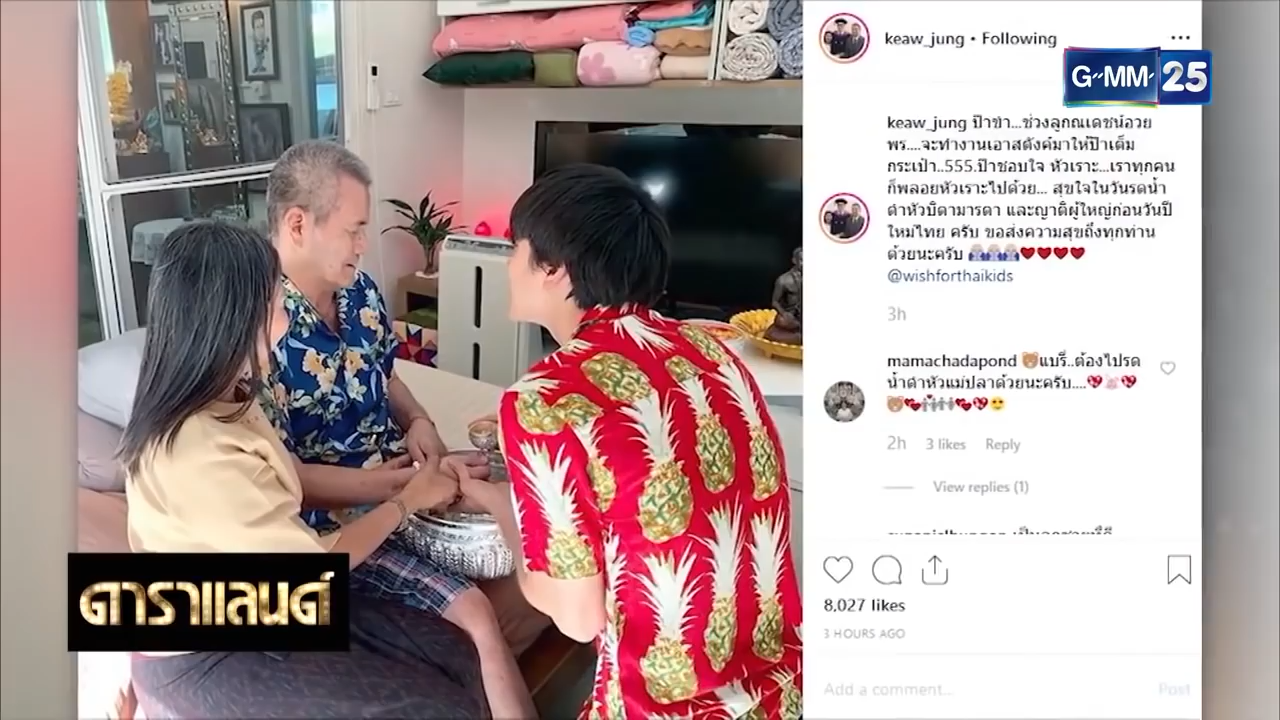 keaw_jung • Following
G-MM 25
keaw_jung ป๊าขา...ช่วงลูกณเดชน์อวย
พร....จะทำงานเอาสตังค์มาให้ป๊าเต็ม
กระเป๋า..555.ป๊าชอบใจ หัวเราะ...เราทุกคน
ก็พลอยหัวเราะไปด้วย... สุขใจในวันรดน้ำ
ดำหัวบิดามารดา และญาติผู้ใหญ่ก่อนวันปี
ใหม่ไทย ครับ ขอส่งความสุขถึงทุกท่าน
ด้วยนะครับ 👴👴👴❤️❤️❤️❤️
@wishforthaikids
3h
mamachadapond 🐻แบรี่..ต้องไปรด
น้ำดำหัวแม่ปลาด้วยนะครับ....
2h 3 likes Reply
View replies (1)
8,027 likes
3 HOURS AGO
Add a comment...
Post
ดาราแลนด์